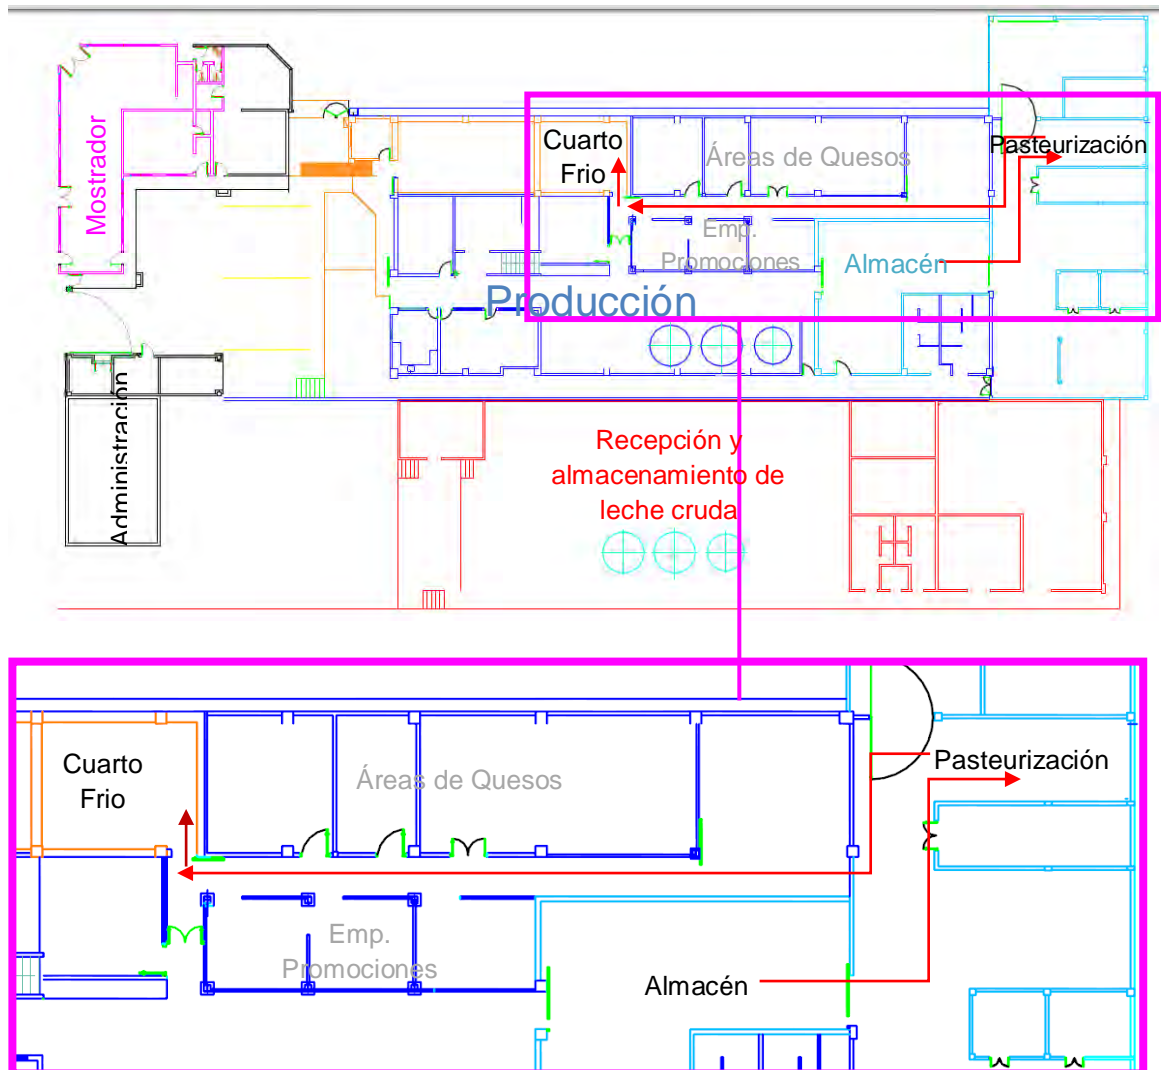 Cuarto
Frio
Áreas de Quesos
Pasteurización
Mostrador
Emp.
Promociones
Almacén
Producción
Administración
Recepción y
almacenamiento de
leche cruda
Cuarto
Frio
Áreas de Quesos
Pasteurización
Emp.
Promociones
Almacén